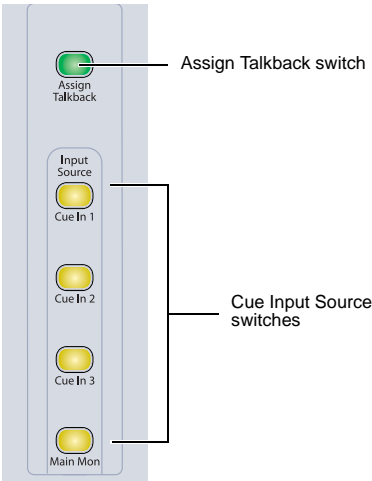 Assign Talkback switch
Assign
Talkback
Input
Source
Cue In 1
Cue In 2
Cue Input Source
switches
Cue In 3
Main Mon